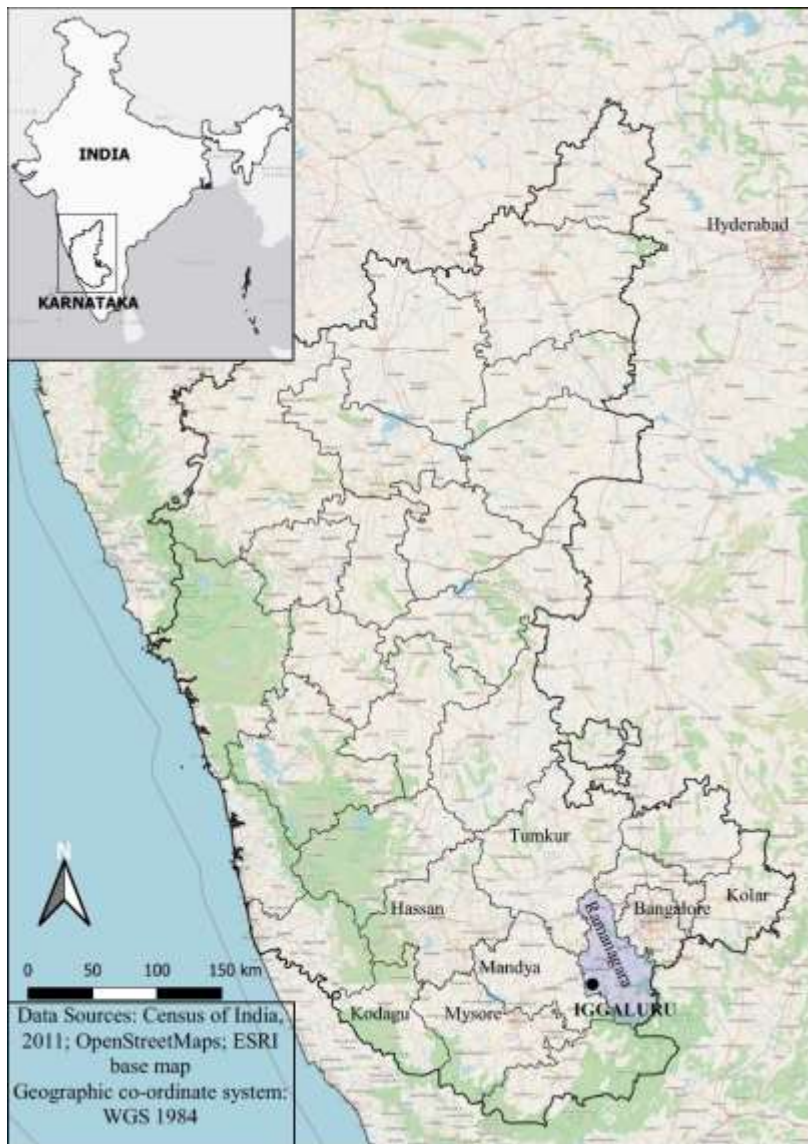 INDIA
KARNATAKA
Hyderabad
Tumkur
Hassan
Ramanagara
Bangalore
Kolar
Mandya
IGGALURU
Kodagu
Mysore
N
0 50 100 150 km
Data Sources: Census of India,
2011; OpenStreetMaps; ESRI
base map
Geographic co-ordinate system:
WGS 1984